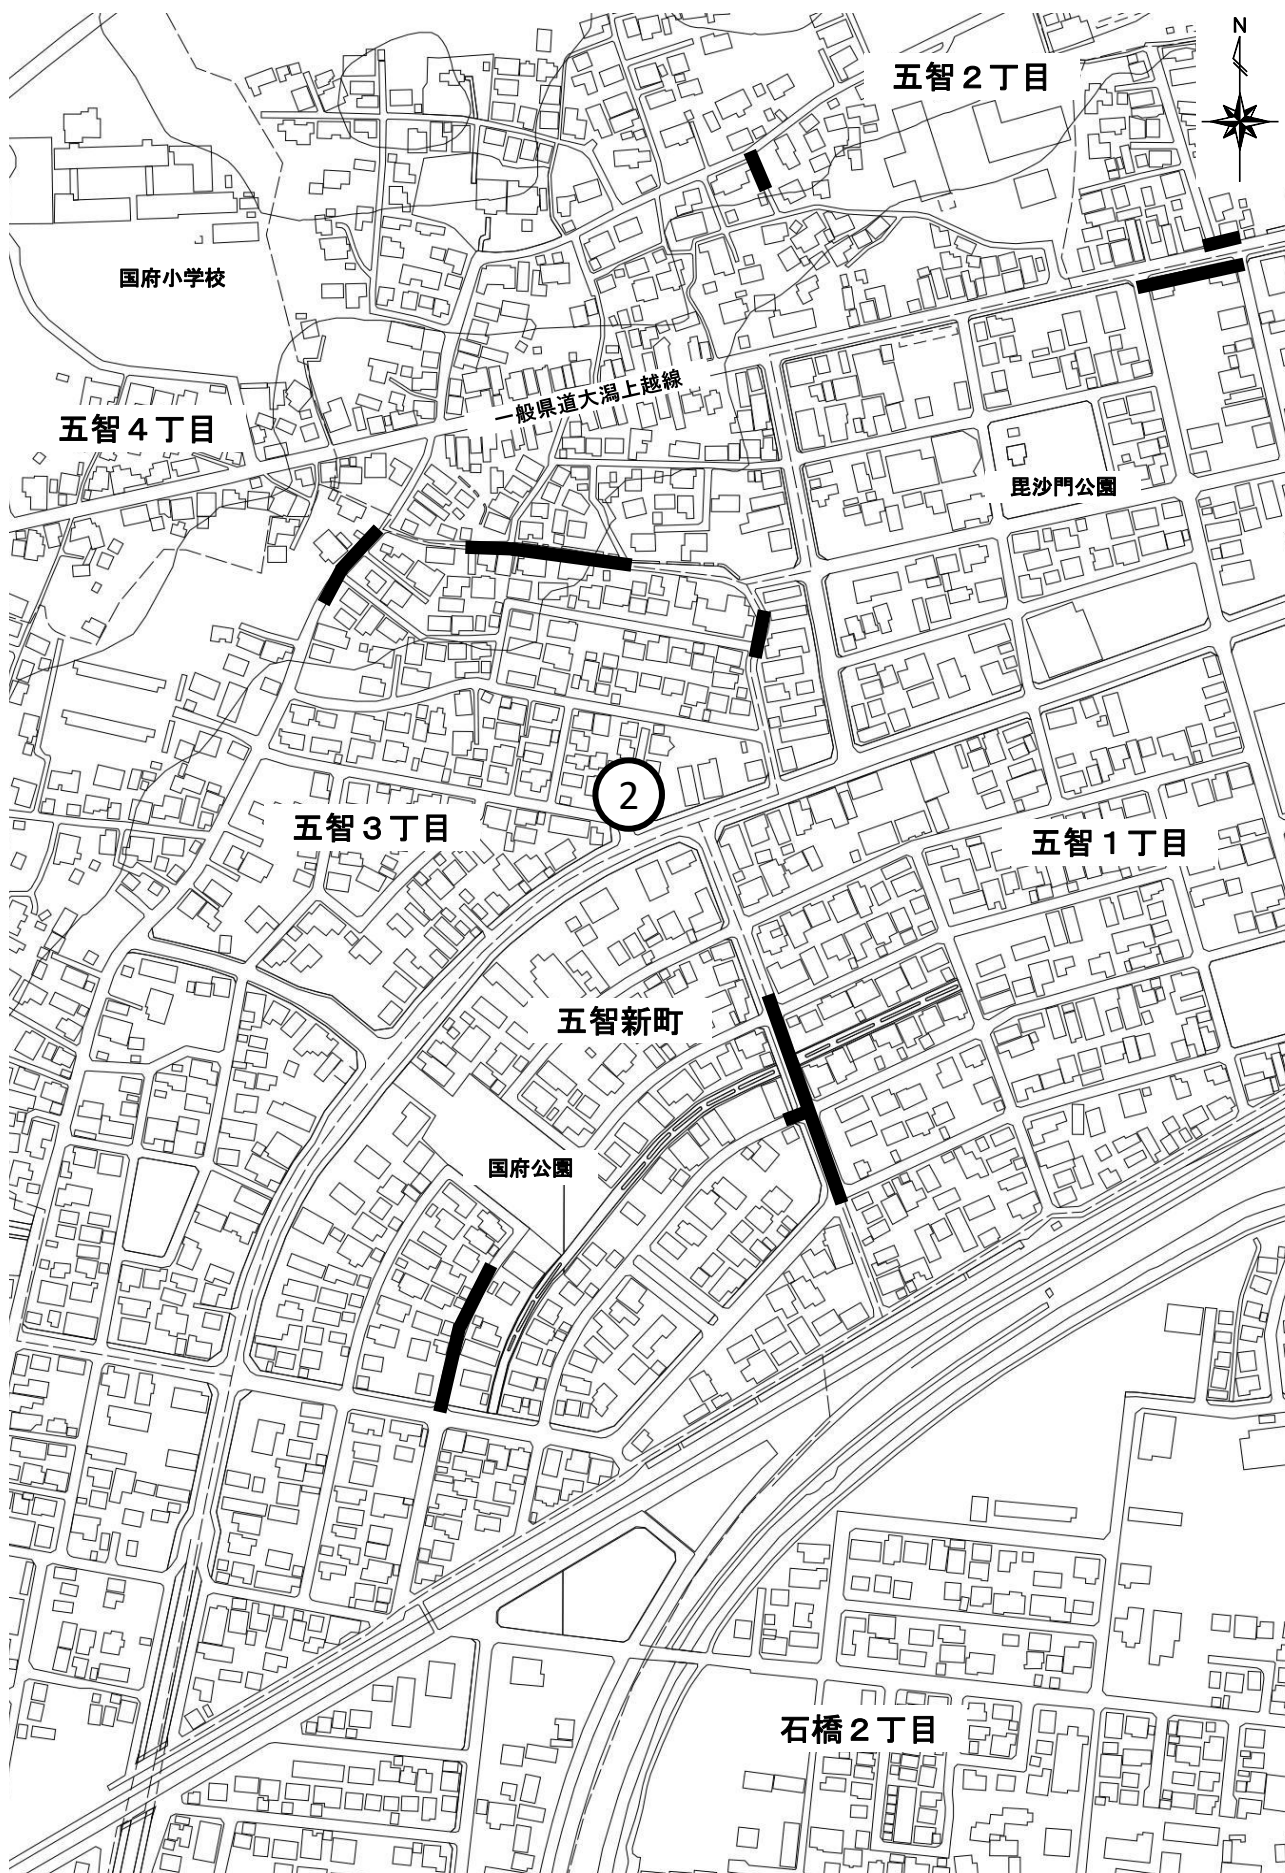 N
五智２丁目
国府小学校
一般県道大潟上越線
五智４丁目
毘沙門公園
2
五智３丁目
五智１丁目
五智新町
国府公園
石橋２丁目